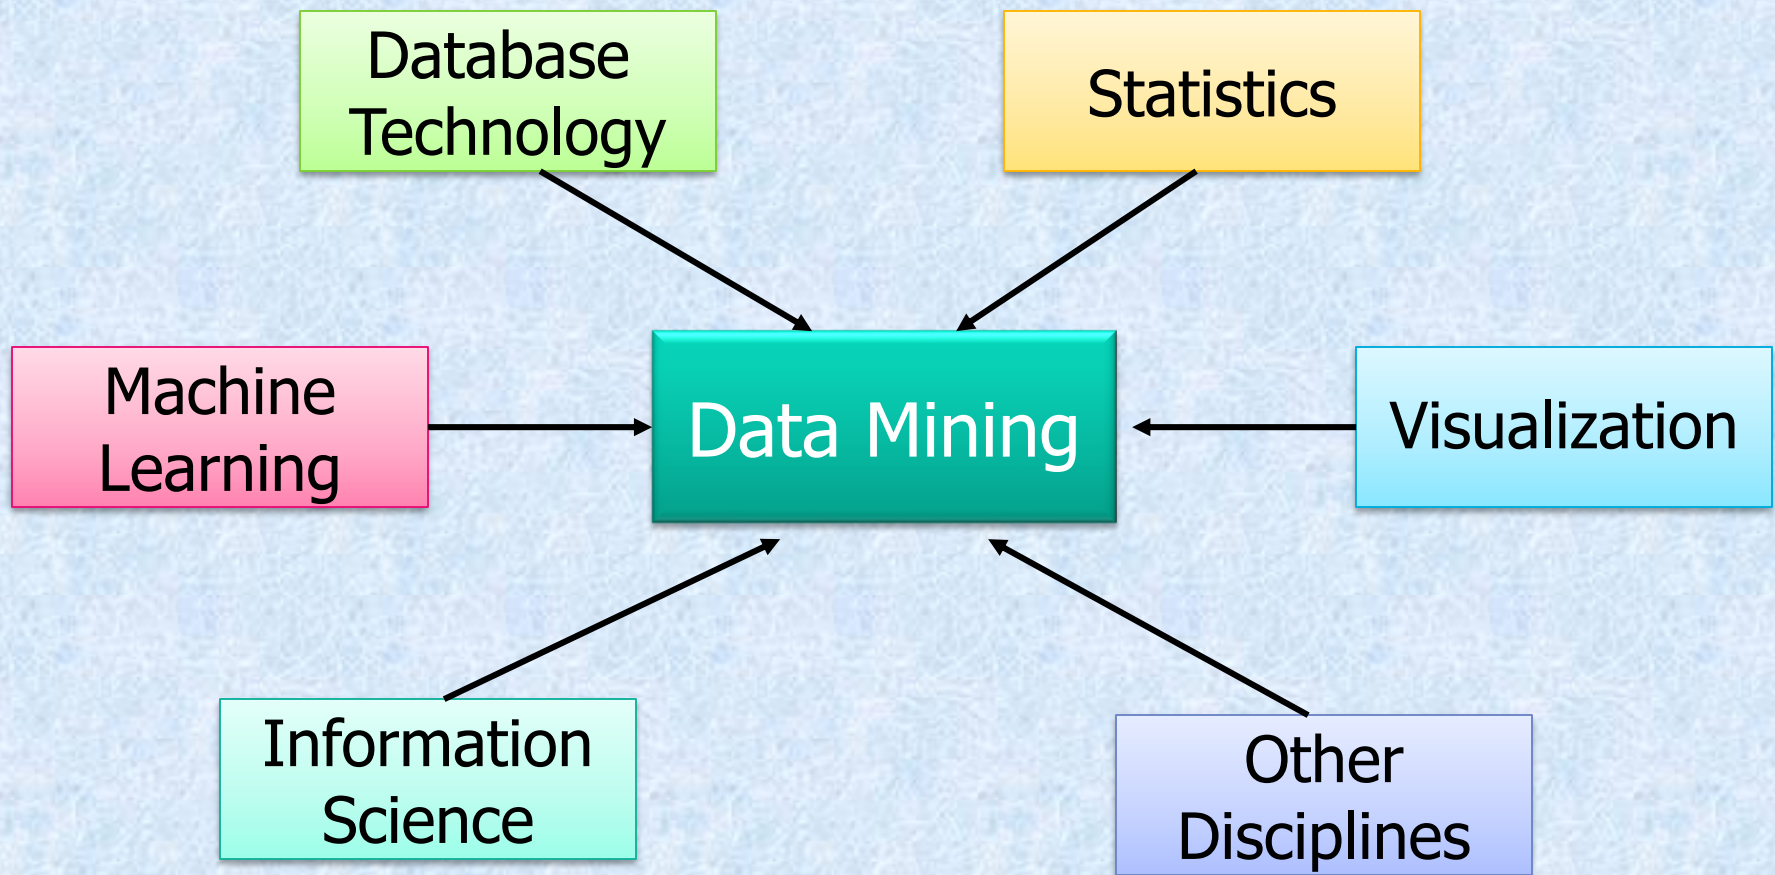 Database
Technology
Statistics
Machine
Learning
Data Mining
Visualization
Information
Science
Other
Disciplines